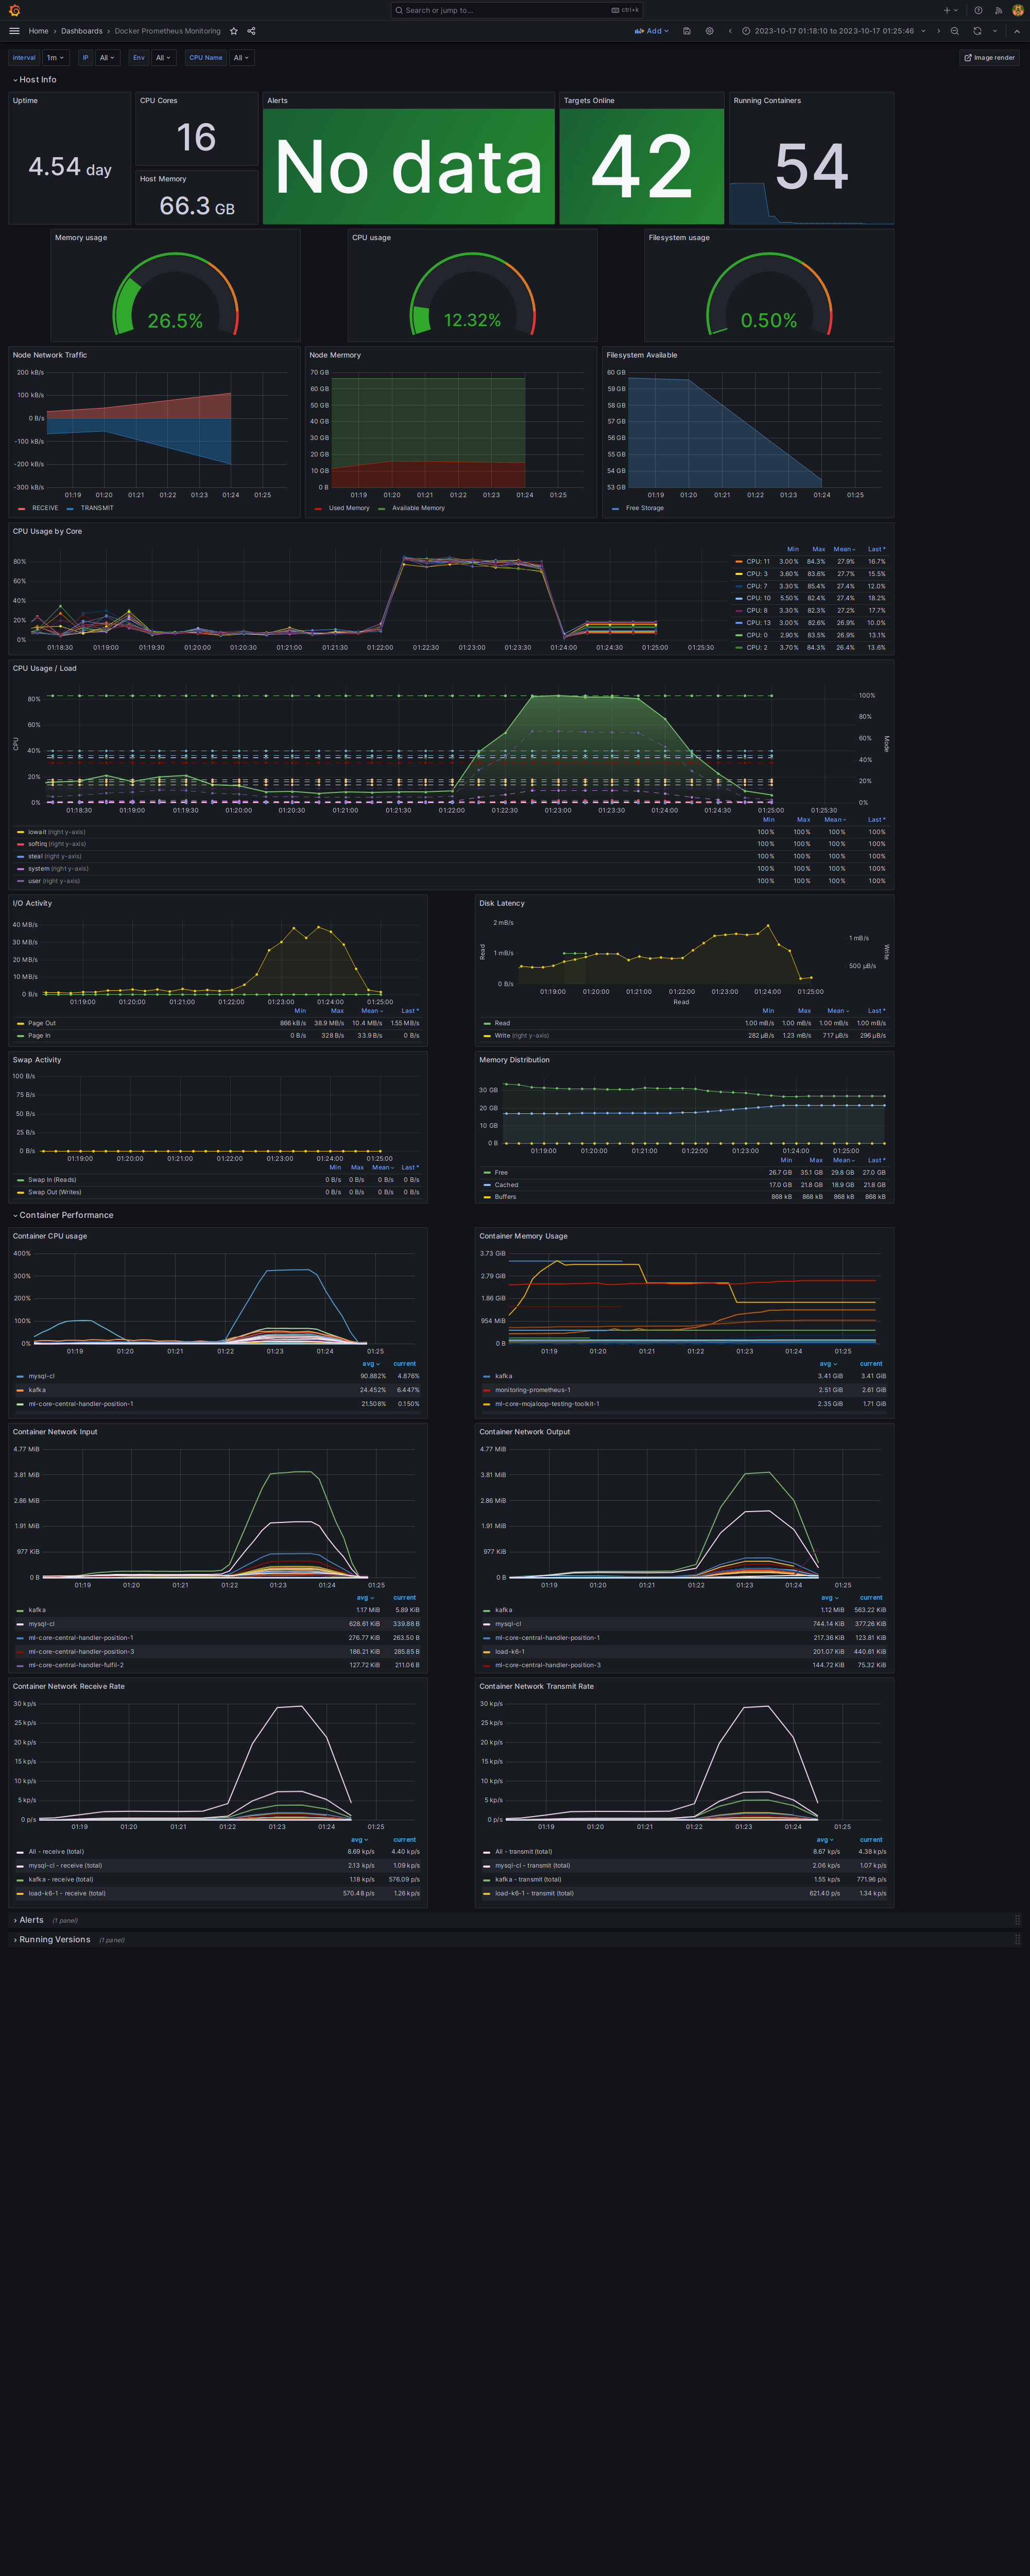 Search or jump to... ctrl+k
Home › Dashboards › Docker Prometheus Monitoring Add 2023-10-17 01:18:10 to 2023-10-17 01:25:46
Interval 1m IP All Env All CPU Name All Image render
Host Info
Uptime CPU Cores Alerts Targets Online Running Containers
4.54 day 16 No data 42 54
Host Memory
66.3 GB
Memory usage CPU usage Filesystem usage
26.5% 12.32% 0.50%
Node Network Traffic
200 kB/s
100 kB/s
0 B/s
-100 kB/s
-200 kB/s
-300 kB/s
01:19 01:20 01:21 01:22 01:23 01:24 01:25
RECEIVE TRANSMIT
Node Mermory
70 GB
60 GB
50 GB
40 GB
30 GB
20 GB
10 GB
0 B
01:19 01:20 01:21 01:22 01:23 01:24 01:25
Used Memory Available Memory
Filesystem Available
60 GB
59 GB
58 GB
57 GB
56 GB
55 GB
54 GB
53 GB
01:19 01:20 01:21 01:22 01:23 01:24 01:25
Free Storage
CPU Usage by Core
80%
60%
40%
20%
0%
01:18:30 01:19:00 01:19:30 01:20:00 01:20:30 01:21:00 01:21:30 01:22:00 01:22:30 01:23:00 01:23:30 01:24:00 01:24:30 01:25:00 01:25:30
Min Max Mean Last *
CPU: 11 3.00% 84.3% 27.9% 16.7%
CPU: 3 3.60% 83.6% 27.7% 15.5%
CPU: 7 3.30% 85.4% 27.4% 12.0%
CPU: 10 5.50% 82.4% 27.4% 18.2%
CPU: 8 3.30% 82.3% 27.2% 17.7%
CPU: 13 3.00% 82.6% 26.9% 10.0%
CPU: 0 2.90% 83.5% 26.9% 13.1%
CPU: 2 3.70% 84.3% 26.4% 13.6%
CPU Usage / Load
80% 100%
60% 80%
CPU 60% Mode
40% 40%
20% 20%
0% 0%
01:18:30 01:19:00 01:19:30 01:20:00 01:20:30 01:21:00 01:21:30 01:22:00 01:22:30 01:23:00 01:23:30 01:24:00 01:24:30 01:25:00 01:25:30
Min Max Mean Last *
iowait (right y-axis) 100% 100% 100% 100%
softirq (right y-axis) 100% 100% 100% 100%
steal (right y-axis) 100% 100% 100% 100%
system (right y-axis) 100% 100% 100% 100%
user (right y-axis) 100% 100% 100% 100%
I/O Activity
40 MB/s
30 MB/s
20 MB/s
10 MB/s
0 B/s
01:19:00 01:20:00 01:21:00 01:22:00 01:23:00 01:24:00 01:25:00
Min Max Mean Last *
Page Out 866 kB/s 38.9 MB/s 10.4 MB/s 1.55 MB/s
Page In 0 B/s 328 B/s 33.9 B/s 0 B/s
Disk Latency
2 mB/s
1 mB/s
0 B/s
Read
1 mB/s
500 µB/s
Write
01:19:00 01:20:00 01:21:00 01:22:00 01:23:00 01:24:00 01:25:00
Read
Min Max Mean Last *
Read 1.00 mB/s 1.00 mB/s 1.00 mB/s 1.00 mB/s
Write (right y-axis) 282 µB/s 1.23 mB/s 717 µB/s 296 µB/s
Swap Activity
100 B/s
75 B/s
50 B/s
25 B/s
0 B/s
01:19:00 01:20:00 01:21:00 01:22:00 01:23:00 01:24:00 01:25:00
Min Max Mean Last *
Swap In (Reads) 0 B/s 0 B/s 0 B/s 0 B/s
Swap Out (Writes) 0 B/s 0 B/s 0 B/s 0 B/s
Memory Distribution
30 GB
20 GB
10 GB
0 B
01:19:00 01:20:00 01:21:00 01:22:00 01:23:00 01:24:00 01:25:00
Min Max Mean Last *
Free 26.7 GB 35.1 GB 29.8 GB 27.0 GB
Cached 17.0 GB 21.8 GB 18.9 GB 21.8 GB
Buffers 868 kB 868 kB 868 kB 868 kB
Container Performance
Container CPU usage
400%
300%
200%
100%
0%
01:19 01:20 01:21 01:22 01:23 01:24 01:25
avg current
mysql-cl 90.882% 4.876%
kafka 24.452% 6.447%
ml-core-central-handler-position-1 21.508% 0.150%
Container Memory Usage
3.73 GiB
2.79 GiB
1.86 GiB
954 MiB
0 B
01:19 01:20 01:21 01:22 01:23 01:24 01:25
avg current
kafka 3.41 GiB 3.41 GiB
monitoring-prometheus-1 2.51 GiB 2.61 GiB
ml-core-mojaloop-testing-toolkit-1 2.35 GiB 1.71 GiB
Container Network Input
4.77 MiB
3.81 MiB
2.86 MiB
1.91 MiB
977 KiB
0 B
01:19 01:20 01:21 01:22 01:23 01:24 01:25
avg current
kafka 1.17 MiB 5.89 KiB
mysql-cl 628.61 KiB 339.88 B
ml-core-central-handler-position-1 276.77 KiB 263.50 B
ml-core-central-handler-position-3 186.21 KiB 285.85 B
ml-core-central-handler-fulfil-2 127.72 KiB 211.06 B
Container Network Output
4.77 MiB
3.81 MiB
2.86 MiB
1.91 MiB
977 KiB
0 B
01:19 01:20 01:21 01:22 01:23 01:24 01:25
avg current
kafka 1.12 MiB 563.22 KiB
mysql-cl 744.14 KiB 377.26 KiB
ml-core-central-handler-position-1 217.36 KiB 123.81 KiB
load-k6-1 201.07 KiB 440.61 KiB
ml-core-central-handler-position-3 144.72 KiB 75.32 KiB
Container Network Receive Rate
30 kp/s
25 kp/s
20 kp/s
15 kp/s
10 kp/s
5 kp/s
0 p/s
01:19 01:20 01:21 01:22 01:23 01:24 01:25
avg current
All - receive (total) 8.69 kp/s 4.40 kp/s
mysql-cl - receive (total) 2.13 kp/s 1.09 kp/s
kafka - receive (total) 1.18 kp/s 576.09 p/s
load-k6-1 - receive (total) 570.48 p/s 1.26 kp/s
Container Network Transmit Rate
30 kp/s
25 kp/s
20 kp/s
15 kp/s
10 kp/s
5 kp/s
0 p/s
01:19 01:20 01:21 01:22 01:23 01:24 01:25
avg current
All - transmit (total) 8.67 kp/s 4.38 kp/s
mysql-cl - transmit (total) 2.06 kp/s 1.07 kp/s
kafka - transmit (total) 1.55 kp/s 771.96 p/s
load-k6-1 - transmit (total) 621.40 p/s 1.34 kp/s
Alerts (1 panel)
Running Versions (1 panel)